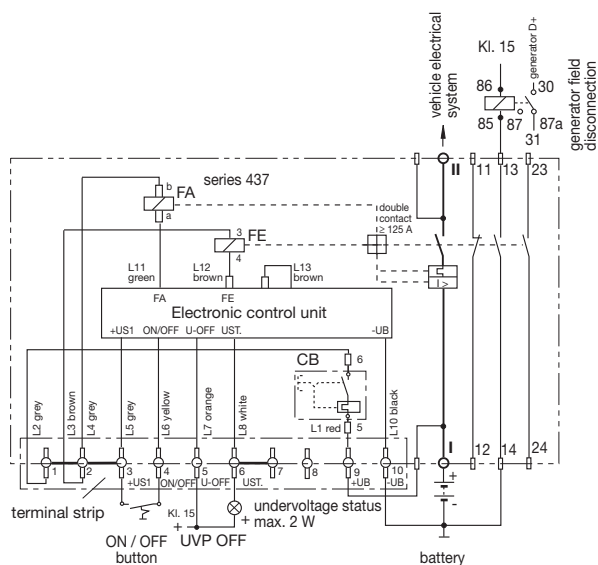 vehicle electrical
system
Kl. 15
generator D+
86
30
85
87
87a
31
generator field
disconnection
series 437
II
11
13
23
b
FA
a
double
contact
≥ 125 A
3
FE
4
L11
green
L12
brown
L13
brown
I >
FA
FE
Electronic control unit
+US1
ON/OFF
U-OFF
UST.
-UB
CB
6
L2 grey
L3 brown
L4 grey
L5 grey
L6 yellow
L7 orange
L8 white
L1 red
5
L10 black
I
12
14
24
1
2
3
4
5
6
7
8
9
10
+US1
ON/OFF
U-OFF
UST.
+UB
-UB
+
-
terminal strip
Kl. 15
+
UVP OFF
+
undervoltage status
max. 2 W
ON / OFF
button
battery